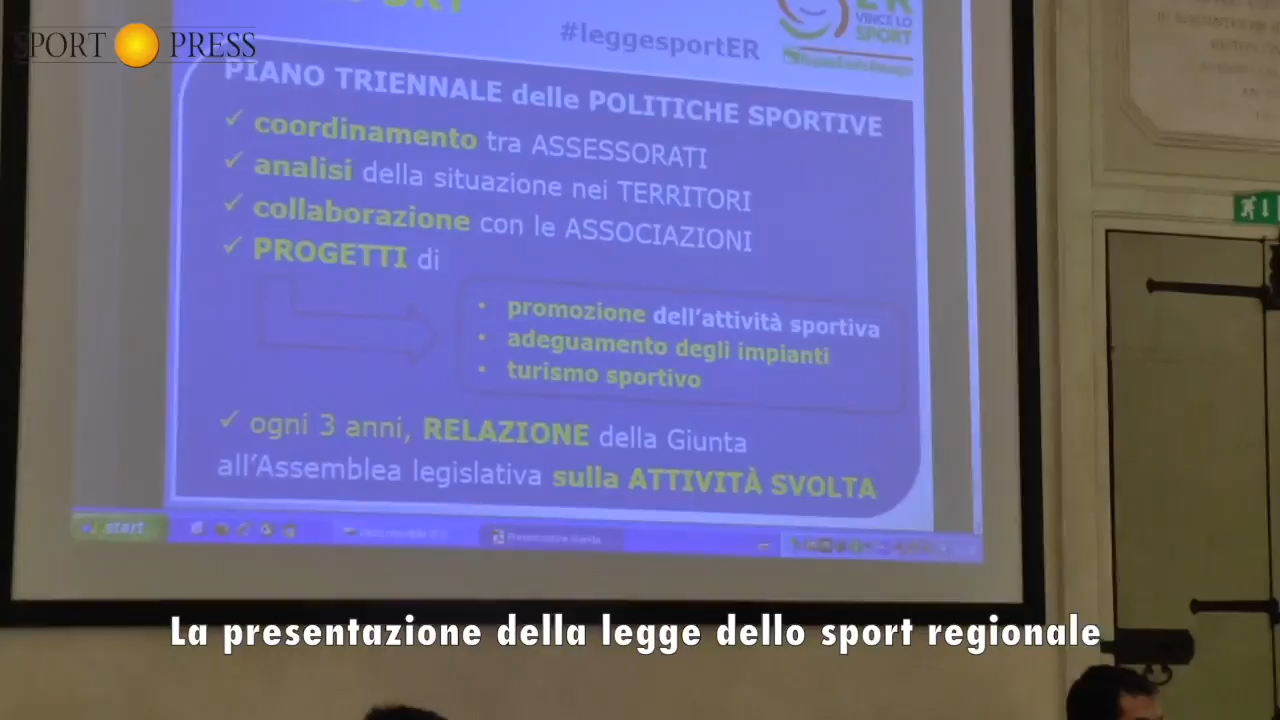 SPORT PRESS
#leggesportER
ER
VINCE LO
SPORT
PIANO TRIENNALE delle POLITICHE SPORTIVE
✓ coordinamento tra ASSESSORATI
✓ analisi della situazione nei TERRITORI
✓ collaborazione con le ASSOCIAZIONI
✓ PROGETTI di
• promozione dell'attività sportiva
• adeguamento degli impianti
• turismo sportivo
✓ ogni 3 anni, RELAZIONE della Giunta
all'Assemblea legislativa sulla ATTIVITÀ SVOLTA
start
La presentazione della legge dello sport regionale